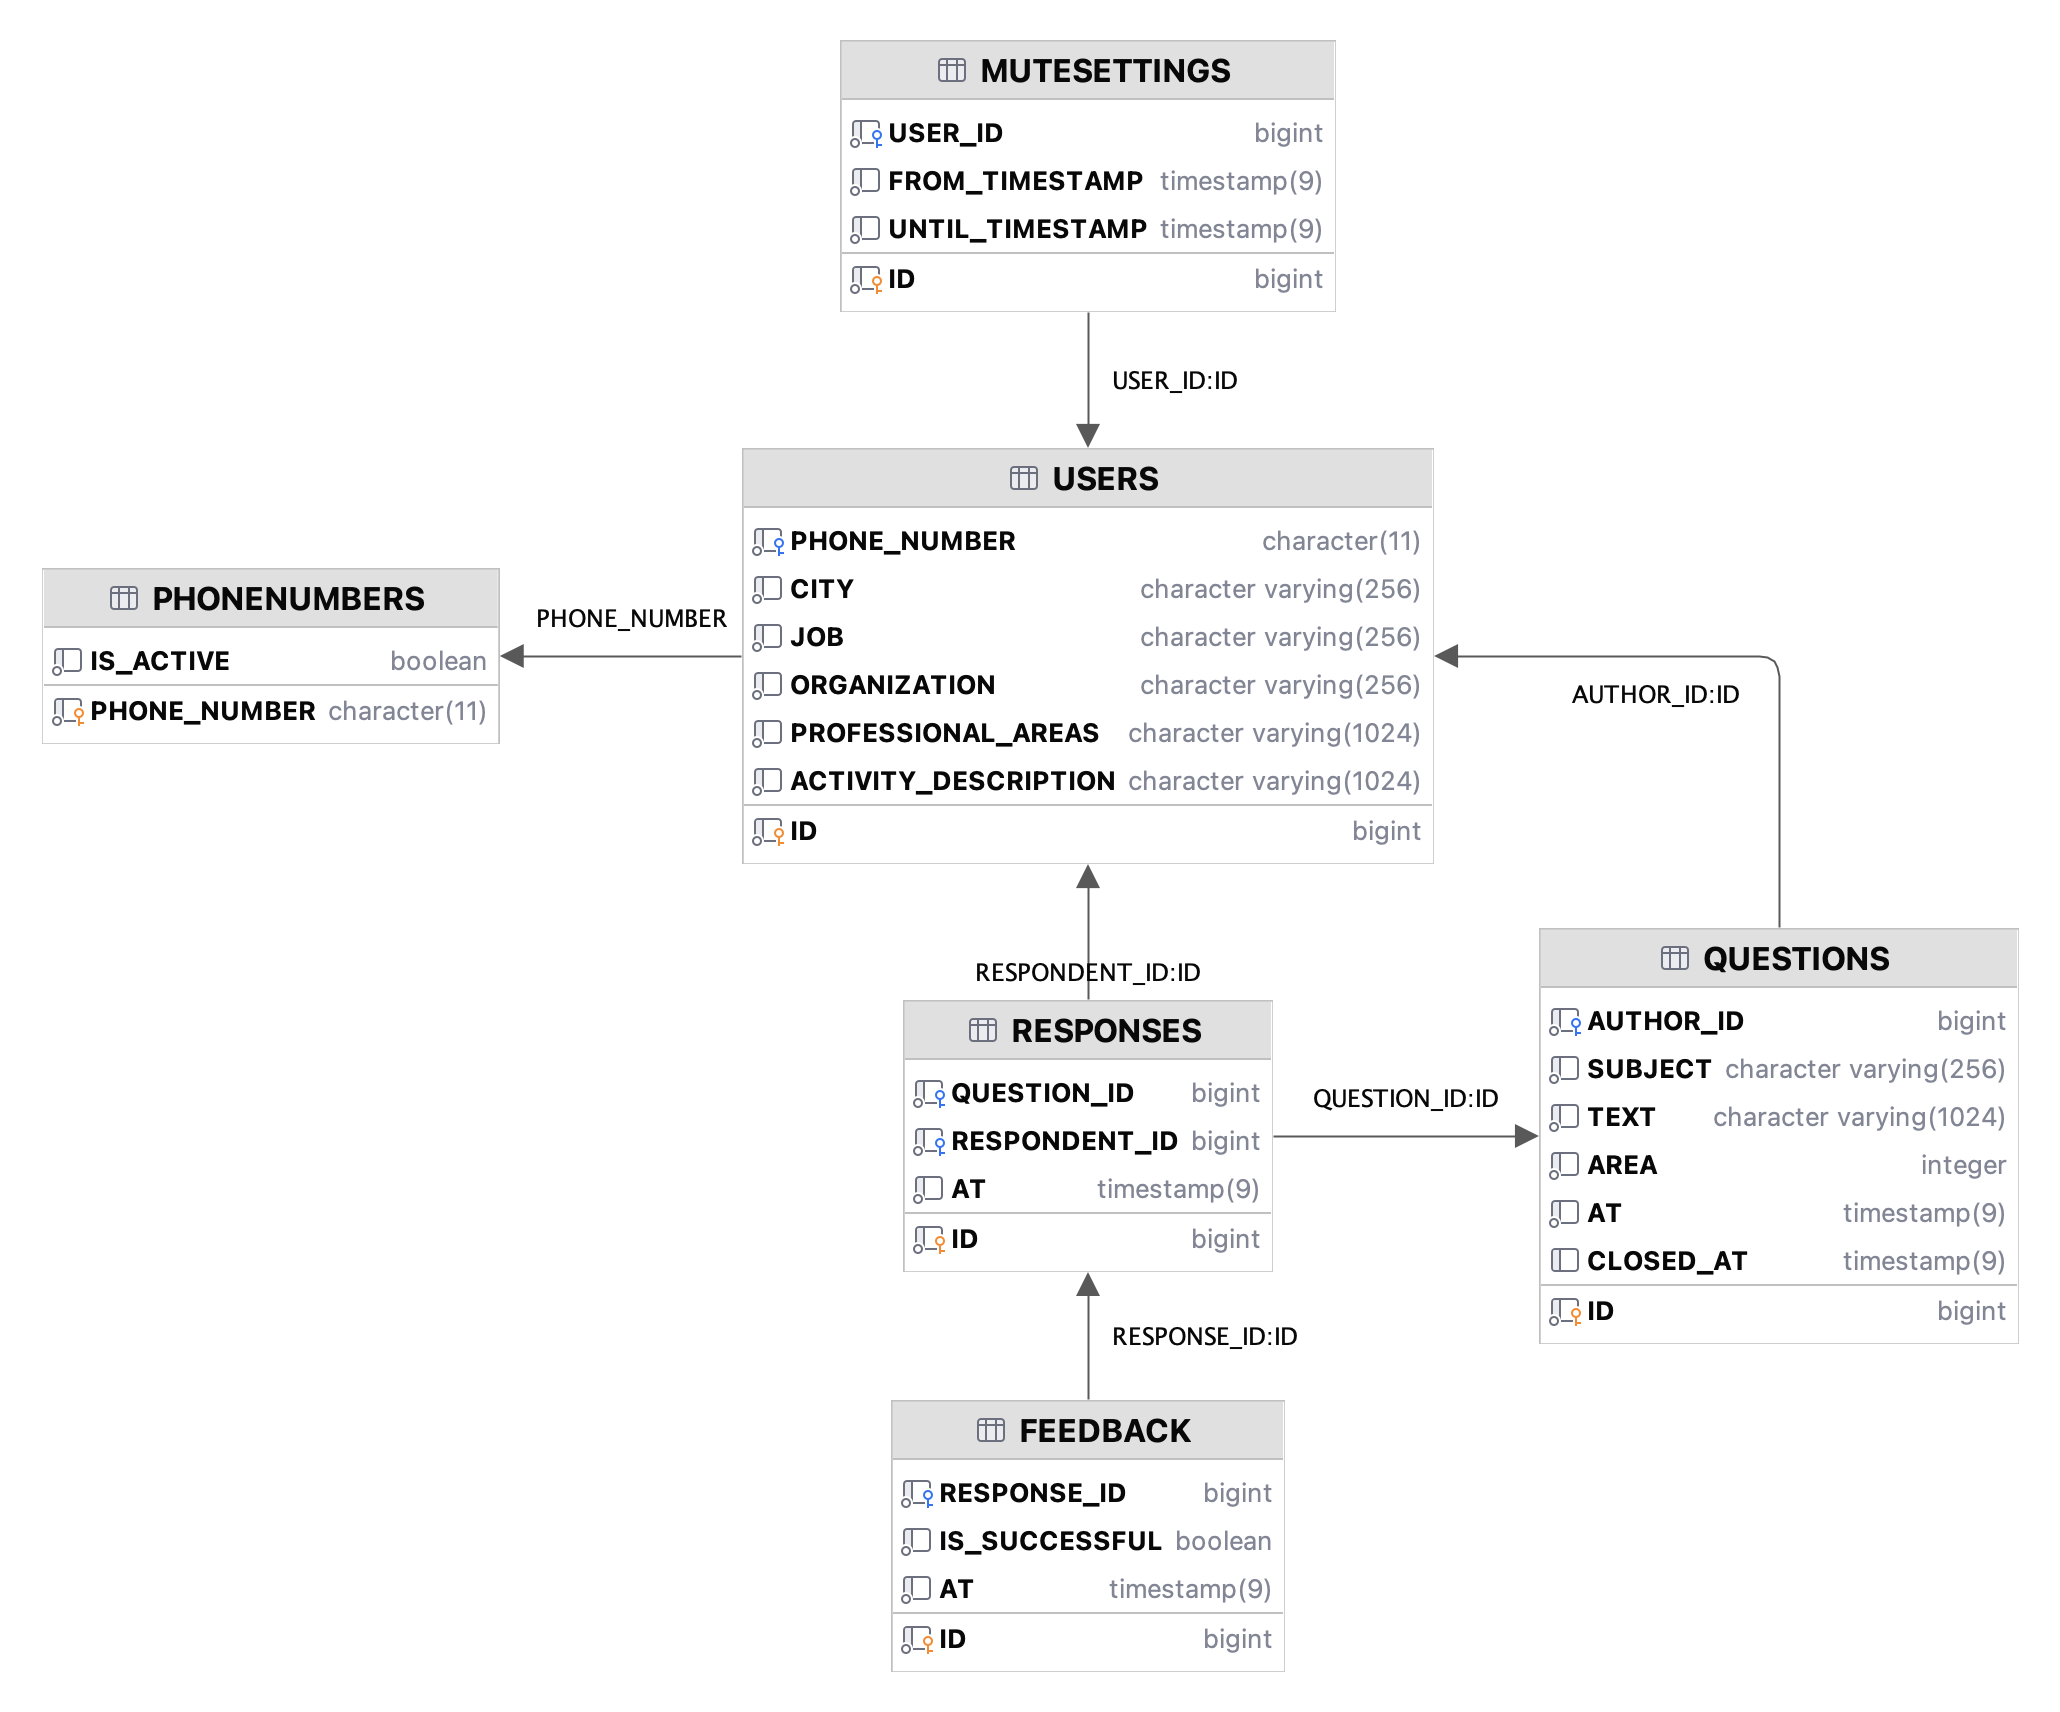 MUTESETTINGS
USER_ID bigint
FROM_TIMESTAMP timestamp(9)
UNTIL_TIMESTAMP timestamp(9)
ID bigint
USER_ID:ID
USERS
PHONE_NUMBER character(11)
CITY character varying(256)
JOB character varying(256)
ORGANIZATION character varying(256)
PROFESSIONAL_AREAS character varying(1024)
ACTIVITY_DESCRIPTION character varying(1024)
ID bigint
PHONE_NUMBER
PHONENUMBERS
IS_ACTIVE boolean
PHONE_NUMBER character(11)
AUTHOR_ID:ID
RESPONDENT_ID:ID
RESPONSES
QUESTION_ID bigint
RESPONDENT_ID bigint
AT timestamp(9)
ID bigint
QUESTION_ID:ID
QUESTIONS
AUTHOR_ID bigint
SUBJECT character varying(256)
TEXT character varying(1024)
AREA integer
AT timestamp(9)
CLOSED_AT timestamp(9)
ID bigint
RESPONSE_ID:ID
FEEDBACK
RESPONSE_ID bigint
IS_SUCCESSFUL boolean
AT timestamp(9)
ID bigint